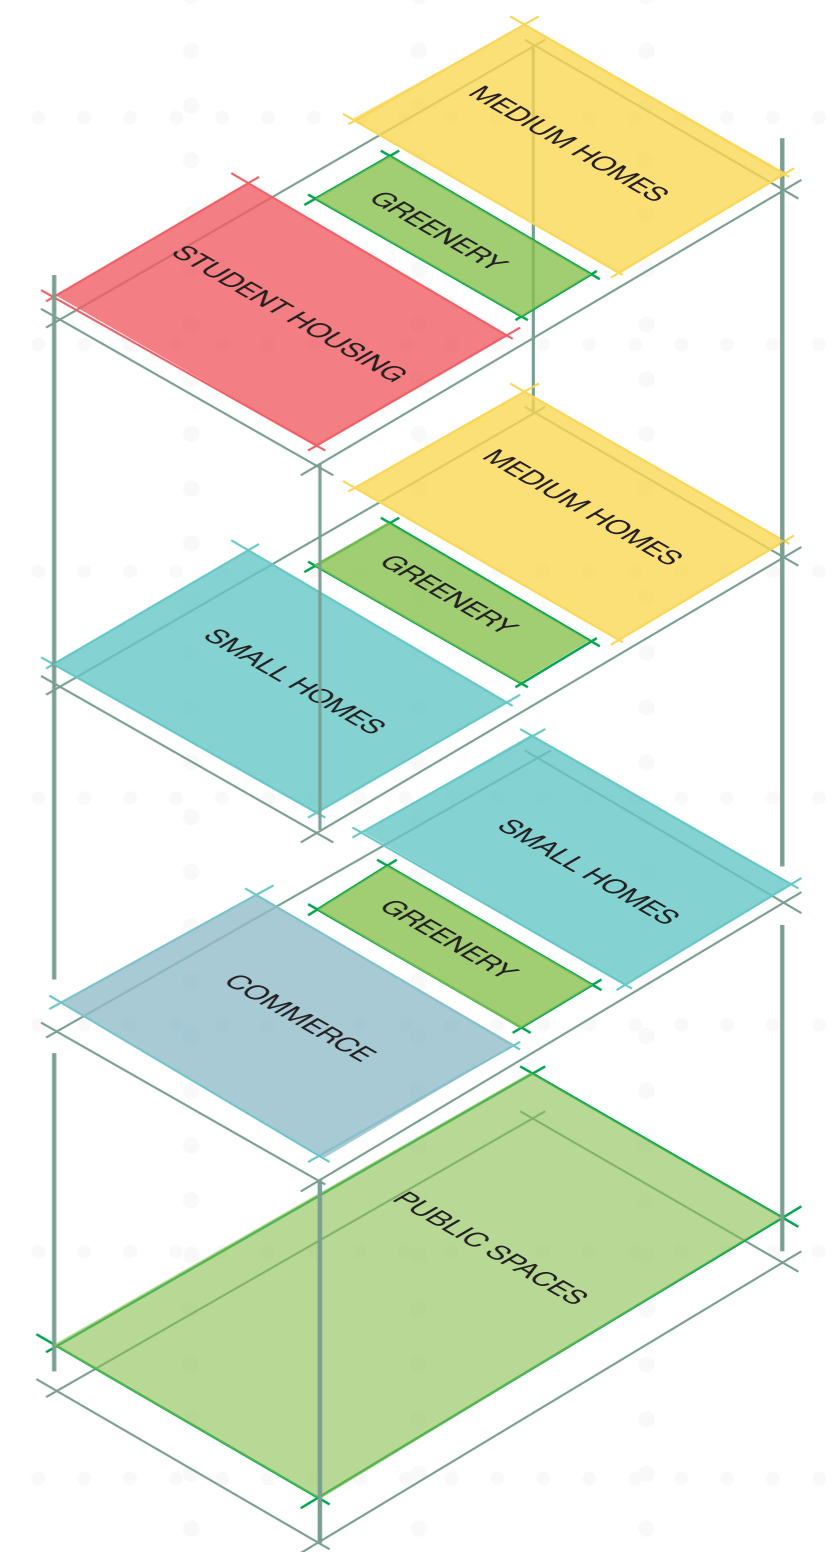 MEDIUM HOMES
GREENERY
STUDENT HOUSING
MEDIUM HOMES
GREENERY
SMALL HOMES
SMALL HOMES
GREENERY
COMMERCE
PUBLIC SPACES